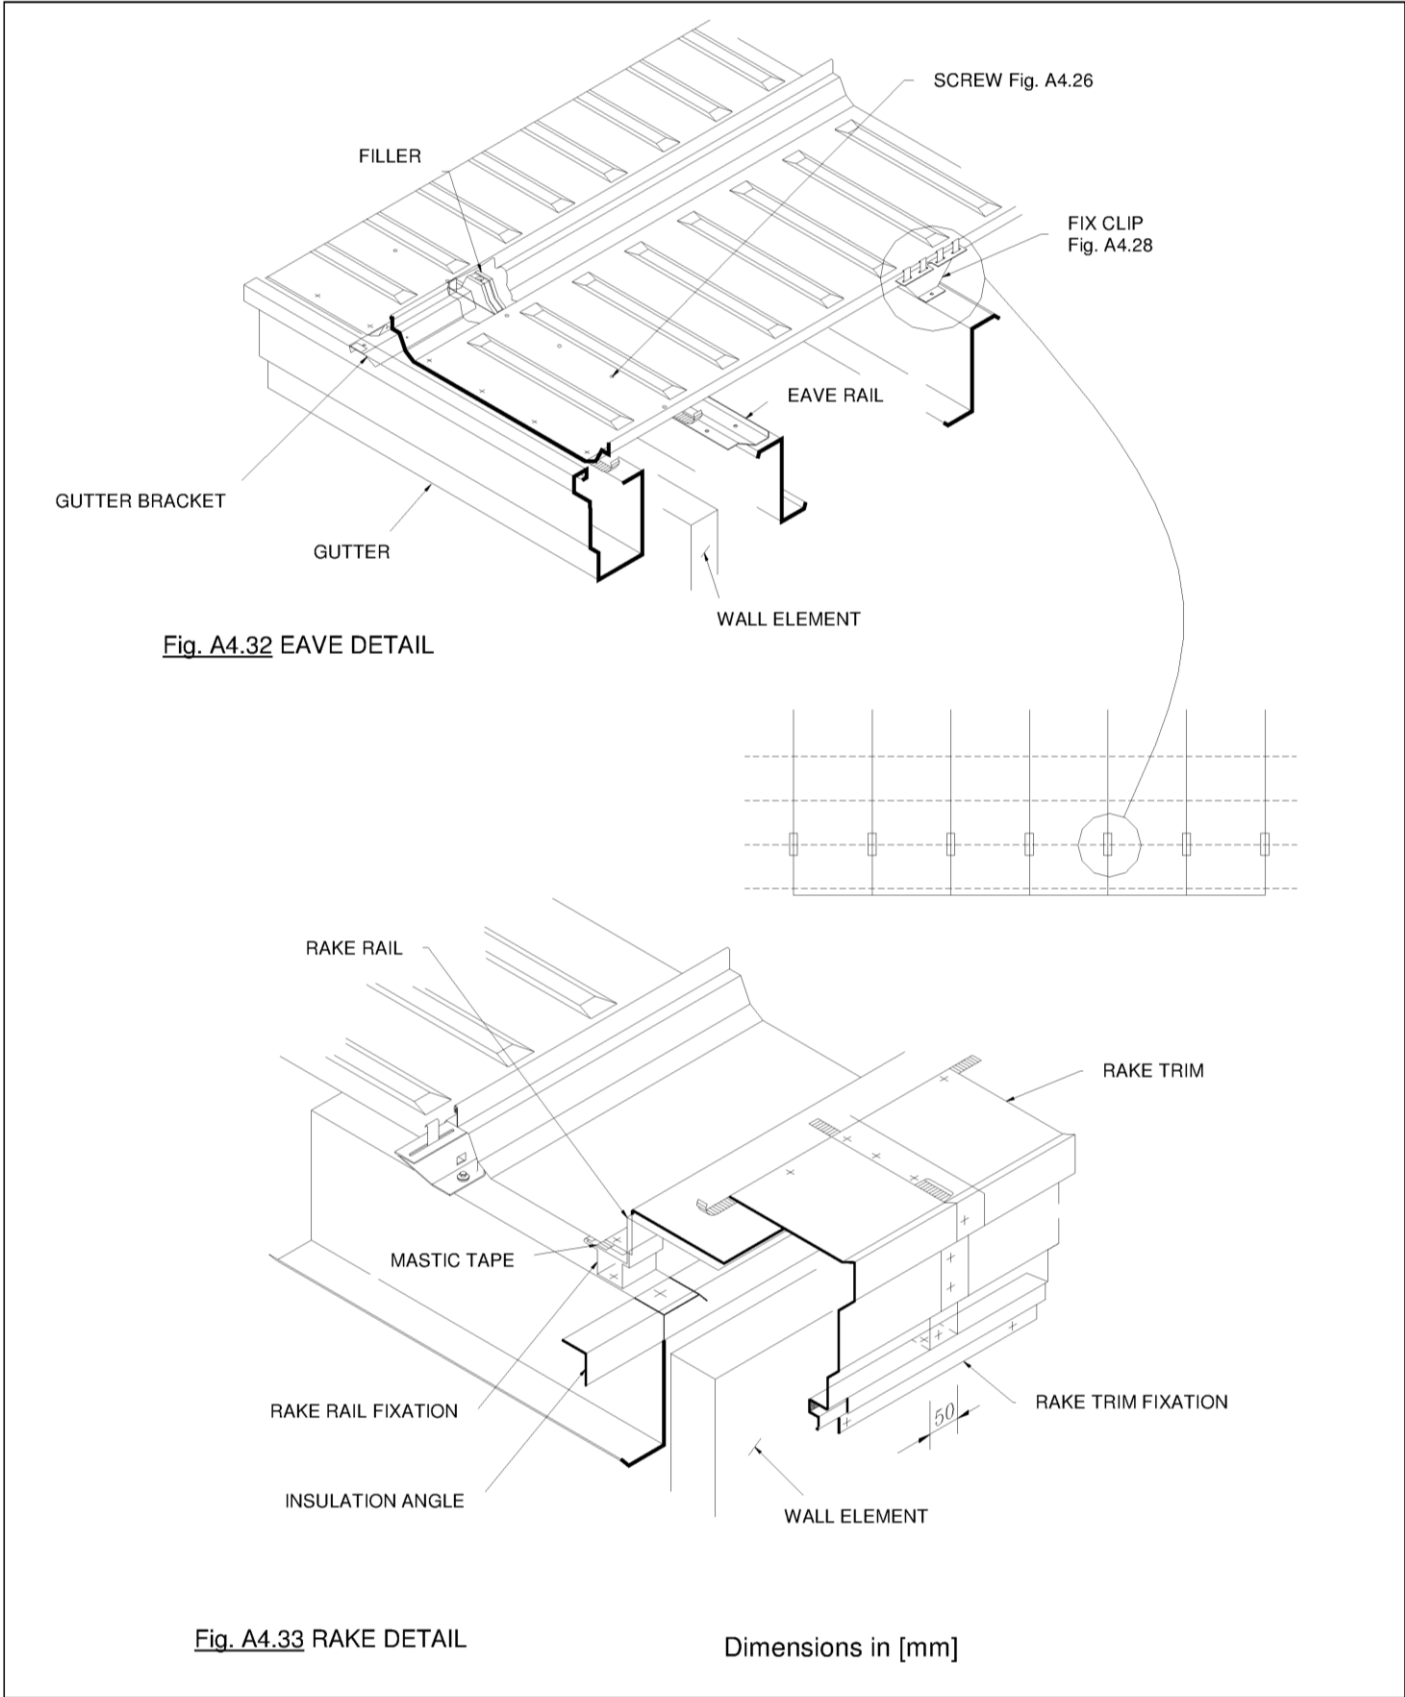 SCREW Fig. A4.26
FILLER
FIX CLIP
Fig. A4.28
EAVE RAIL
GUTTER BRACKET
GUTTER
WALL ELEMENT
Fig. A4.32 EAVE DETAIL
RAKE RAIL
RAKE TRIM
MASTIC TAPE
RAKE RAIL FIXATION
50
RAKE TRIM FIXATION
INSULATION ANGLE
WALL ELEMENT
Fig. A4.33 RAKE DETAIL
Dimensions in [mm]